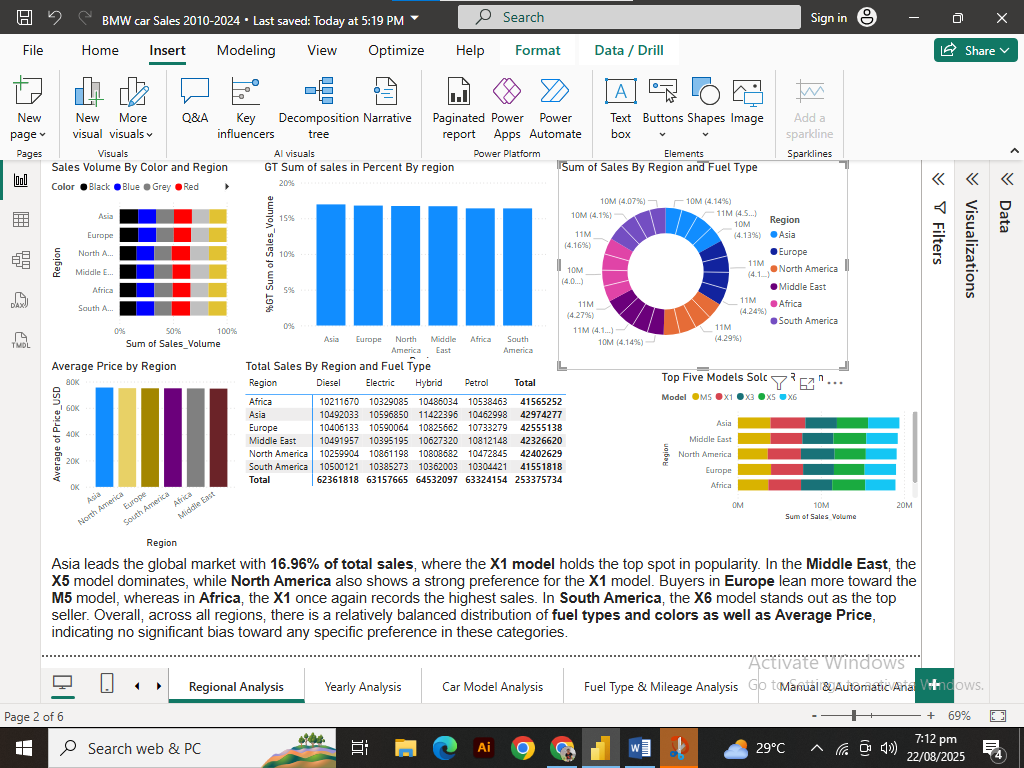 BMW car Sales 2010-2024 • Last saved: Today at 5:19 PM
Search
Sign in
File Home Insert Modeling View Optimize Help Format Data / Drill
Share
New page
New visual
More visuals
Q&A
Key influencers
Decomposition tree
Narrative
Paginated report
Power Apps
Power Automate
Text box
Buttons
Shapes
Image
Add a sparkline
Pages
Visuals
AI visuals
Power Platform
Elements
Sparklines
Sales Volume By Color and Region
Color Black Blue Grey Red
Region
Asia
Europe
North A...
Middle E...
Africa
South A...
0% 50% 100%
Sum of Sales_Volume
GT Sum of sales in Percent By region
%GT Sum of Sales_Volume
20%
15%
10%
5%
0%
Asia Europe North America Middle East Africa South America
Sum of Sales By Region and Fuel Type
10M (4.07%) 10M (4.14%)
10M (4.1%) 11M (4.5...)
10M (4.13%)
11M (4.16%)
11M (4.1...)
10M (4.0...)
11M (4.24%)
11M (4.27%)
11M (4.1...)
11M (4.29%)
10M (4.14%)
Region
Asia
Europe
North America
Middle East
Africa
South America
Filters
Visualizations
Data
DAX
TMDL
Average Price by Region
Average of Price_USD
80K
60K
40K
20K
0K
Asia North America Europe South America Africa Middle East
Region
Total Sales By Region and Fuel Type
Region Diesel Electric Hybrid Petrol Total
Africa 10211670 10329085 10486034 10538463 41565252
Asia 10492033 10596850 11422396 10462998 42974277
Europe 10406133 10590064 10825662 10733279 42555138
Middle East 10491957 10395195 10627320 10812148 42326620
North America 10259904 10861198 10808682 10472845 42402629
South America 10500121 10385273 10362003 10304421 41551818
Total 62361818 63157665 64532097 63324154 253375734
Top Five Models Sold
Model M5 X1 X3 X5 X6
Region
Asia
Middle East
North America
Europe
Africa
0M 10M 20M
Sum of Sales_Volume
Asia leads the global market with 16.96% of total sales, where the X1 model holds the top spot in popularity. In the Middle East, the
X5 model dominates, while North America also shows a strong preference for the X1 model. Buyers in Europe lean more toward the
M5 model, whereas in Africa, the X1 once again records the highest sales. In South America, the X6 model stands out as the top
seller. Overall, across all regions, there is a relatively balanced distribution of fuel types and colors as well as Average Price,
indicating no significant bias toward any specific preference in these categories.
Activate Windows
Go to Settings to activate Windows.
Regional Analysis Yearly Analysis Car Model Analysis Fuel Type & Mileage Analysis Manual & Automatic Anal
Page 2 of 6
- + 69%
Search web & PC
Ai
29°C
7:12 pm
22/08/2025
4